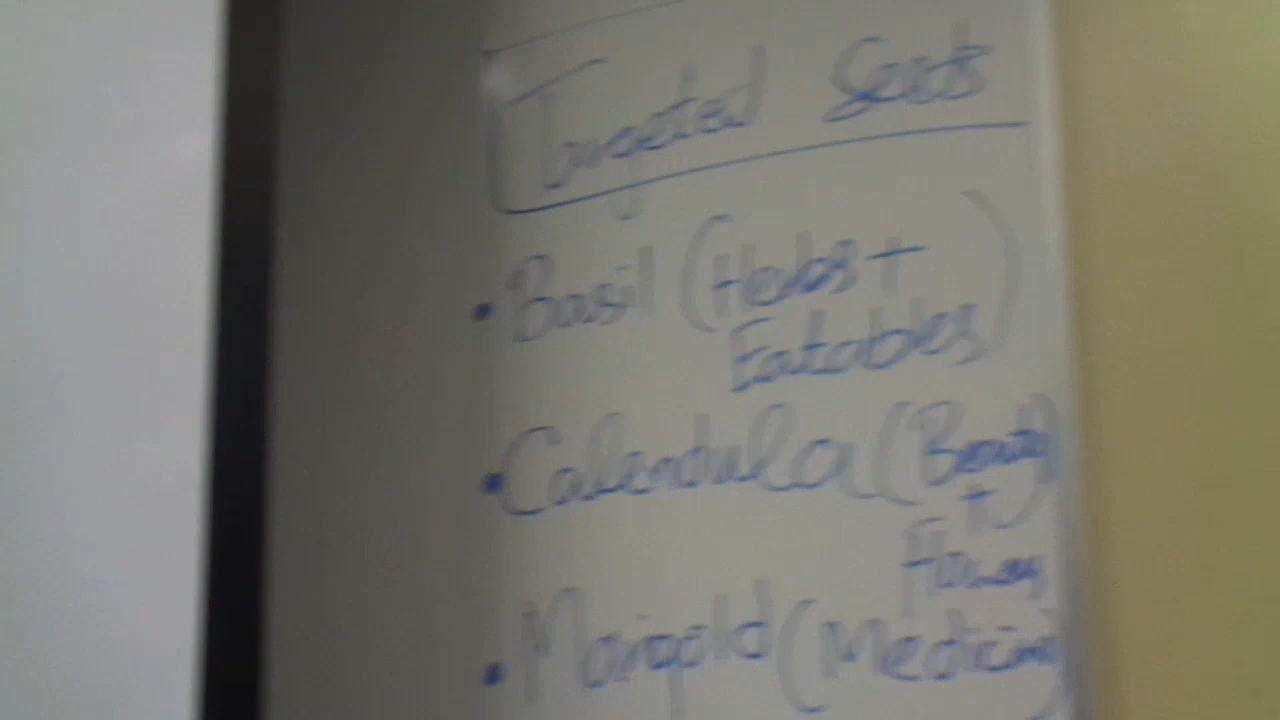 Targeted Seeds
• Basil (Herbs +
Eatables)
• Calendula (Beauty
+)
Flowers
• Marigold (Medicine)